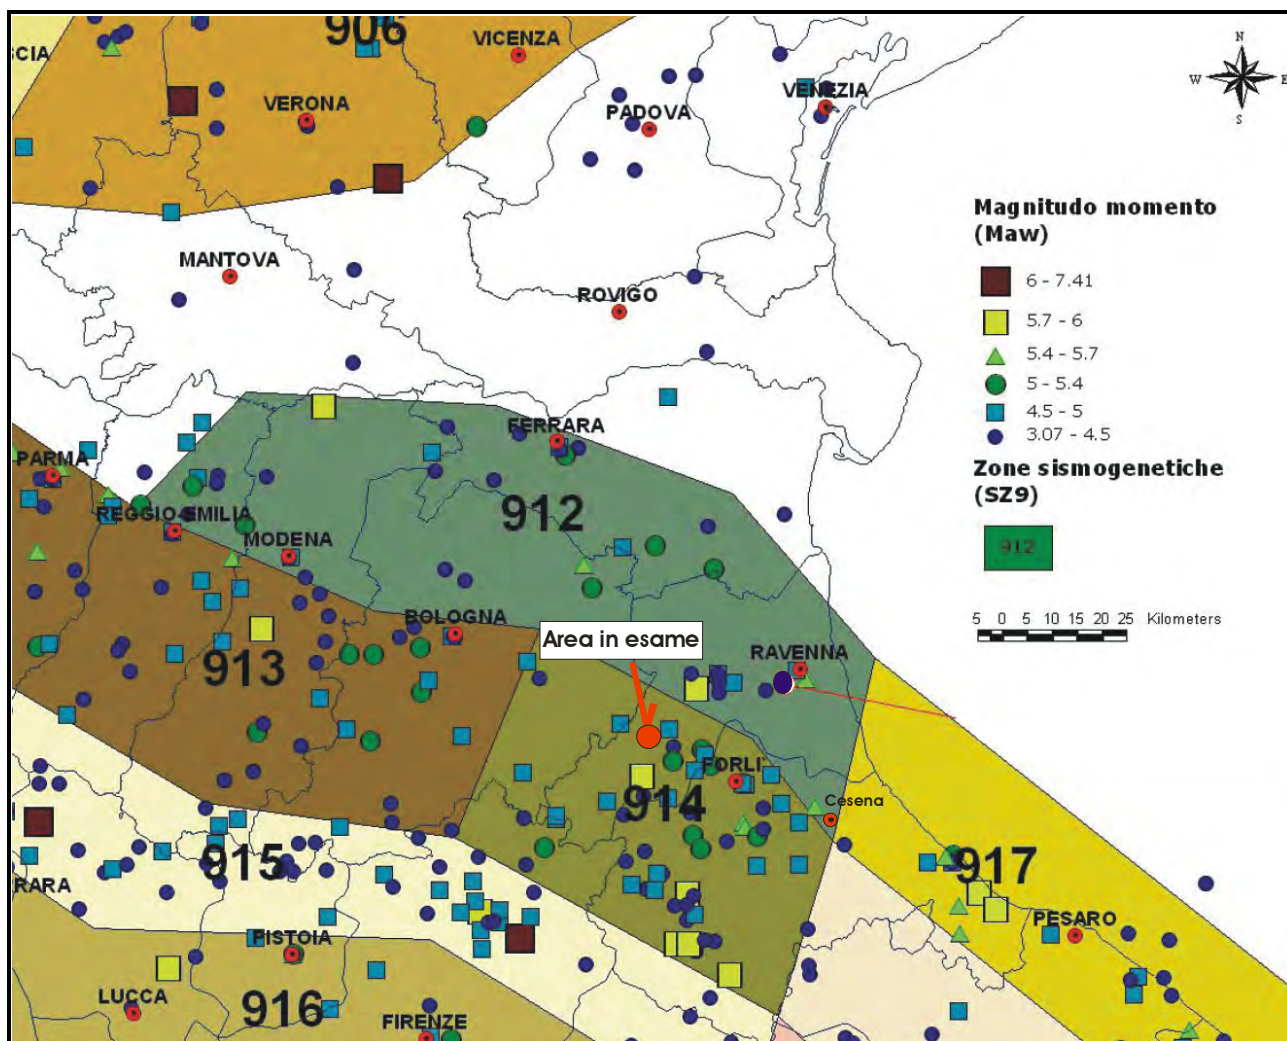 906
VICENZA
SCIA
VERONA
PADOVA
VENEZIA
N
W
E
S
MANTOVA
ROVIGO
Magnitudo momento
(Maw)
6 - 7.41
5.7 - 6
5.4 - 5.7
5 - 5.4
4.5 - 5
3.07 - 4.5
Zone sismogenetiche
(SZ9)
912
5 0 5 10 15 20 25 Kilometers
FERRARA
PARMA
912
REGGIO EMILIA
MODENA
BOLOGNA
Area in esame
RAVENNA
913
FORLI'
914
Cesena
915
917
RARA
PESARO
PISTOIA
LUCCA
916
FIRENZE